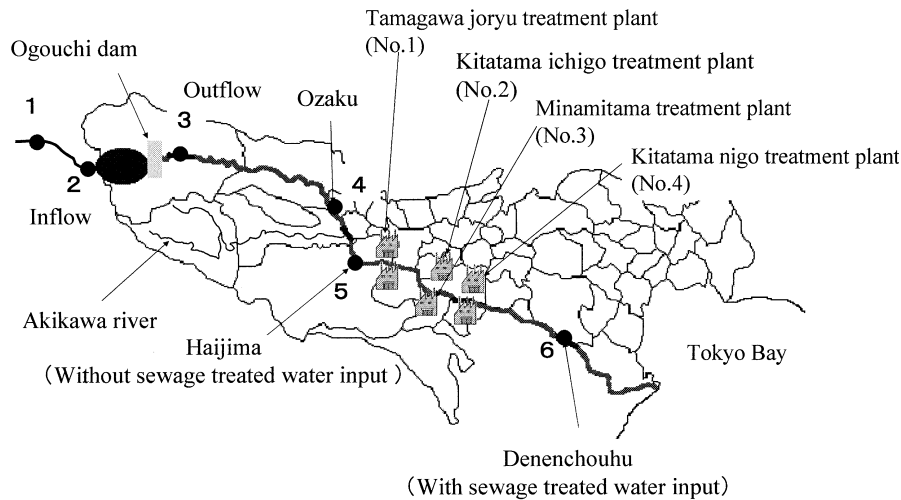 Tamagawa joryu treatment plant
(No.1)
Ogouchi dam
Kitatama ichigo treatment plant
(No.2)
Outflow
Ozaku
Minamitama treatment plant
(No.3)
1
3
Kitatama nigo treatment plant
(No.4)
2
4
Inflow
5
Akikawa river
Haijima
(Without sewage treated water input )
6
Tokyo Bay
Denenchouhu
(With sewage treated water input)